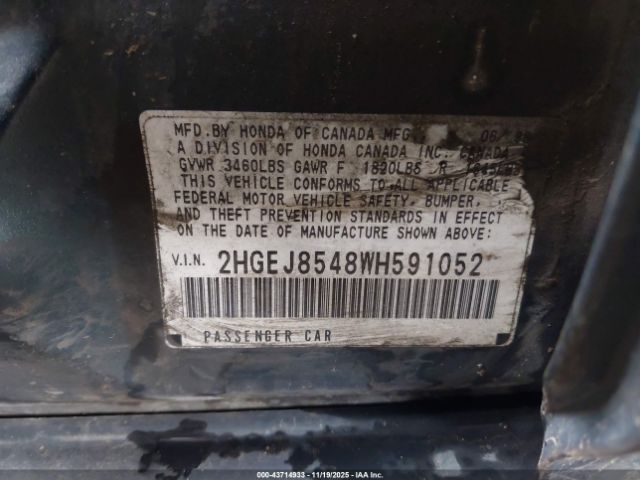 MFD.BY HONDA OF CANADA MFG. 06
A DIVISION OF HONDA CANADA INC. CANADA
GVWR 3460LBS GAWR F 1820LBS R
THIS VEHICLE CONFORMS TO ALL APPLICABLE
FEDERAL MOTOR VEHICLE SAFETY, BUMPER,
AND THEFT PREVENTION STANDARDS IN EFFECT
ON THE DATE OF MANUFACTURE SHOWN ABOVE:
V.I.N. 2HGEJ8548WH591052
PASSENGER CAR
000-43714933 - 11/19/2025 - IAA Inc.